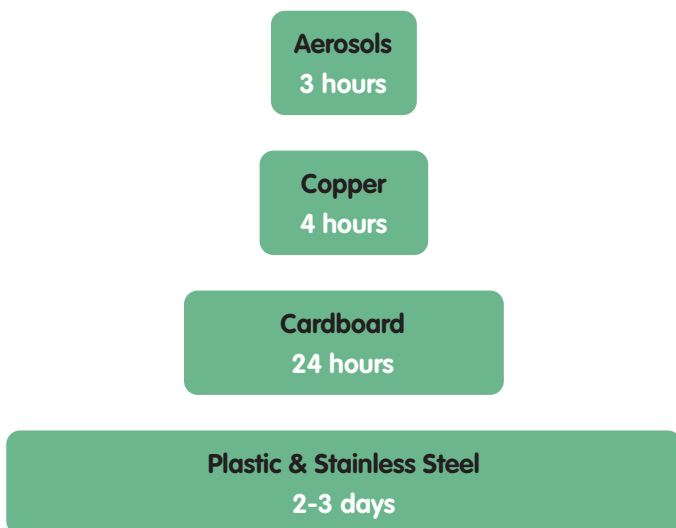 Aerosols
3 hours
Copper
4 hours
Cardboard
24 hours
Plastic & Stainless Steel
2-3 days